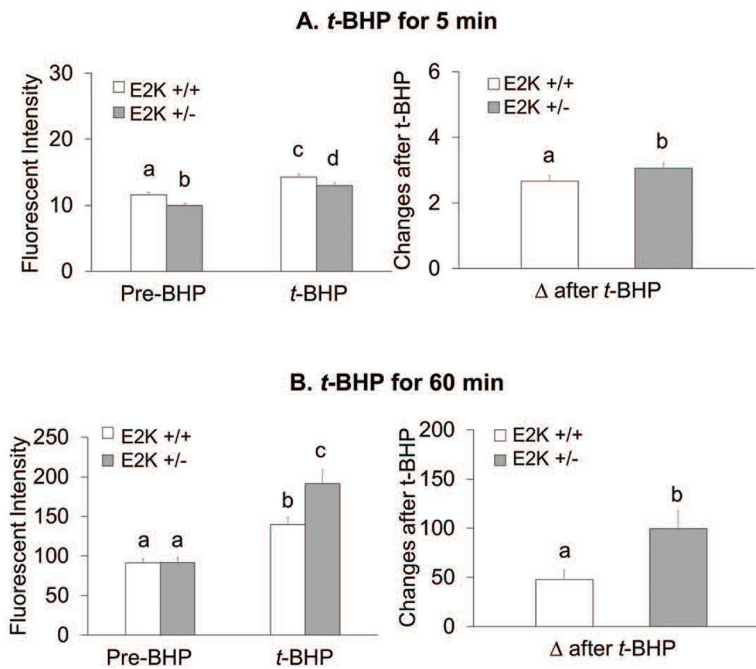 A. t-BHP for 5 min
Fluorescent Intensity
30
20
10
0
E2K +/+
E2K +/-
a
b
c
d
Pre-BHP
t-BHP
Changes after t-BHP
6
4
2
0
E2K +/+
E2K +/-
a
b
Δ after t-BHP
B. t-BHP for 60 min
Fluorescent Intensity
250
200
150
100
50
0
E2K +/+
E2K +/-
a
a
b
c
Pre-BHP
t-BHP
Changes after t-BHP
200
150
100
50
0
E2K +/+
E2K +/-
a
b
Δ after t-BHP